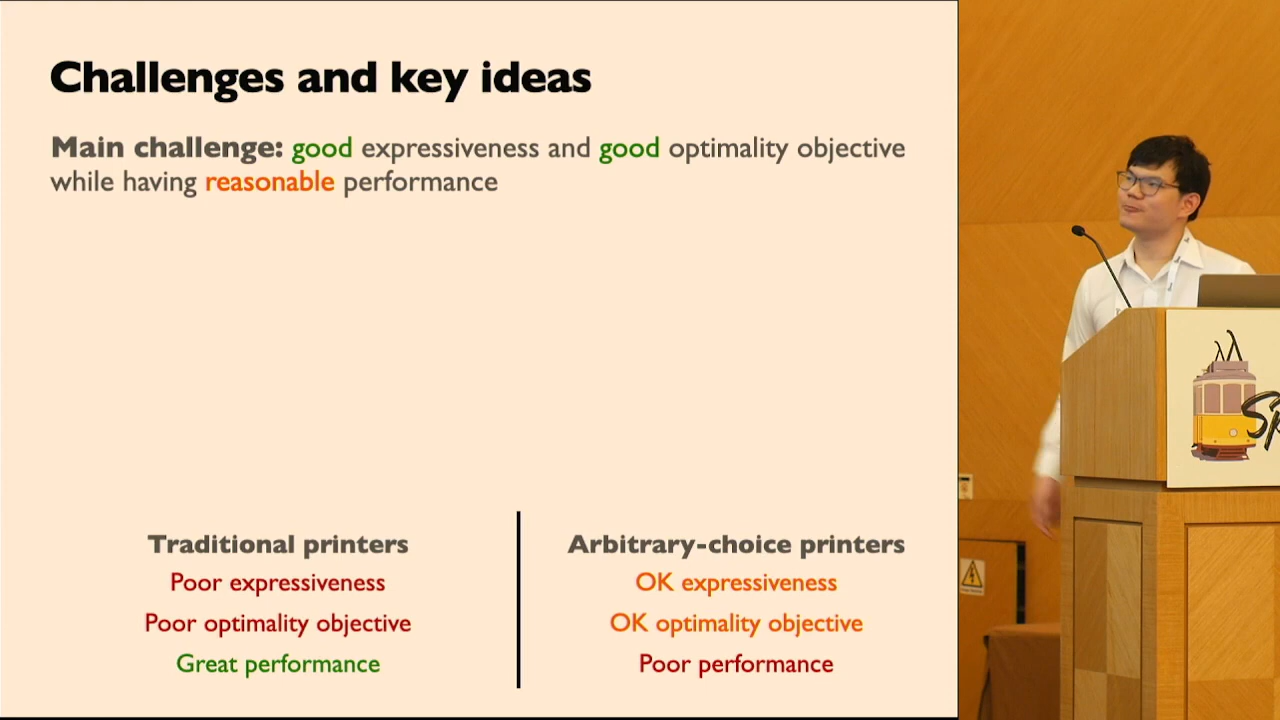 Challenges and key ideas
Main challenge: good expressiveness and good optimality objective
while having reasonable performance
Traditional printers
Poor expressiveness
Poor optimality objective
Great performance
Arbitrary-choice printers
OK expressiveness
OK optimality objective
Poor performance